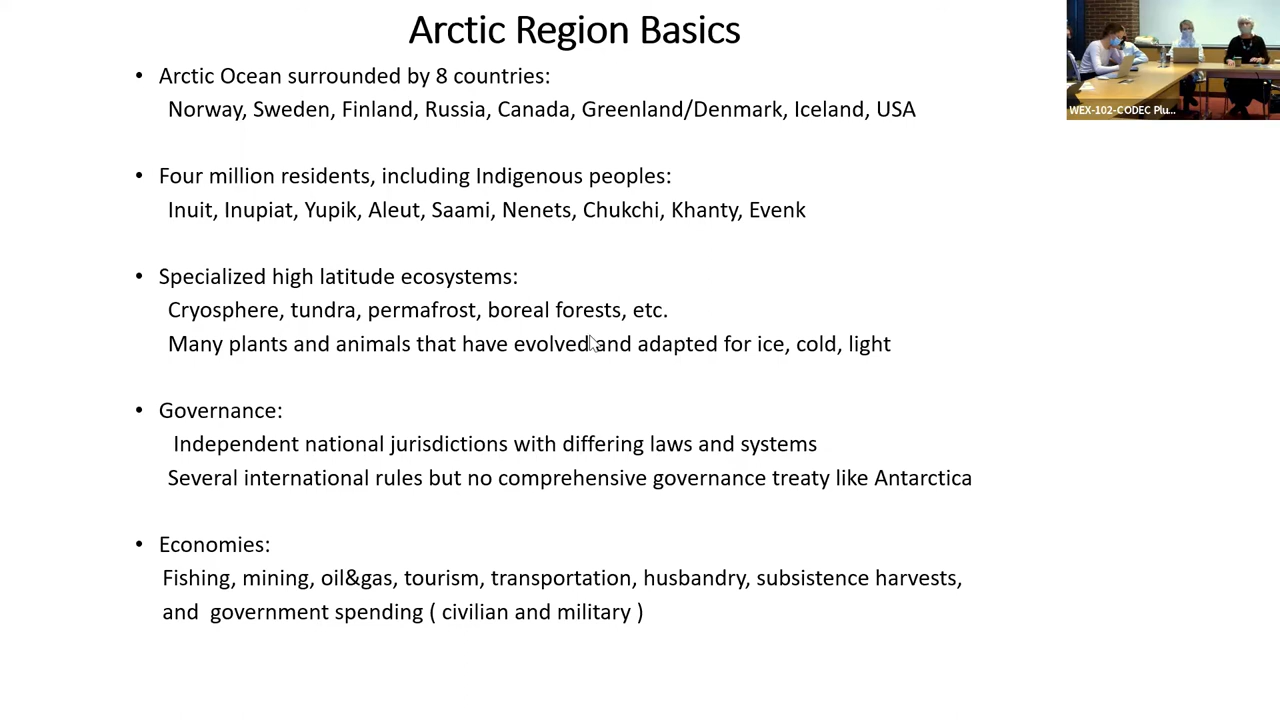 Arctic Region Basics
• Arctic Ocean surrounded by 8 countries:
Norway, Sweden, Finland, Russia, Canada, Greenland/Denmark, Iceland, USA
• Four million residents, including Indigenous peoples:
Inuit, Inupiat, Yupik, Aleut, Saami, Nenets, Chukchi, Khanty, Evenk
• Specialized high latitude ecosystems:
Cryosphere, tundra, permafrost, boreal forests, etc.
Many plants and animals that have evolved and adapted for ice, cold, light
• Governance:
Independent national jurisdictions with differing laws and systems
Several international rules but no comprehensive governance treaty like Antarctica
• Economies:
Fishing, mining, oil&gas, tourism, transportation, husbandry, subsistence harvests,
and government spending ( civilian and military )
WEX-102-CODEC Plu...